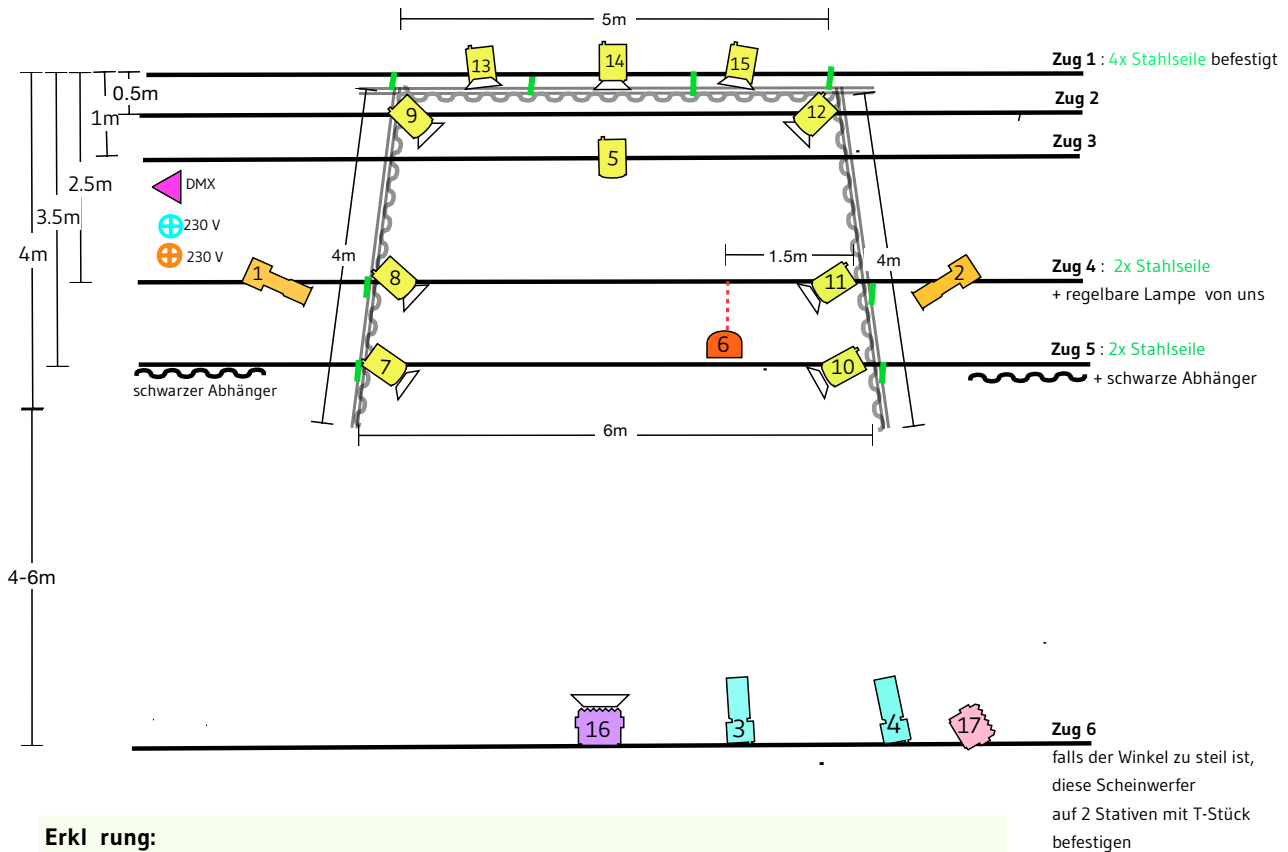 5m
13
14
15
Zug 1 : 4x Stahlseile befestigt
0.5m
9
12
Zug 2
1m
5
Zug 3
2.5m
DMX
3.5m
230 V
4m
230 V
4m
1.5m
4m
1
8
11
2
Zug 4 : 2x Stahlseile
+ regelbare Lampe von uns
6
7
10
Zug 5 : 2x Stahlseile
+ schwarze Abhänger
schwarzer Abhänger
6m
4-6m
16
3
4
17
Zug 6
falls der Winkel zu steil ist,
diese Scheinwerfer
auf 2 Stativen mit T-Stück
befestigen
Erkl rung: